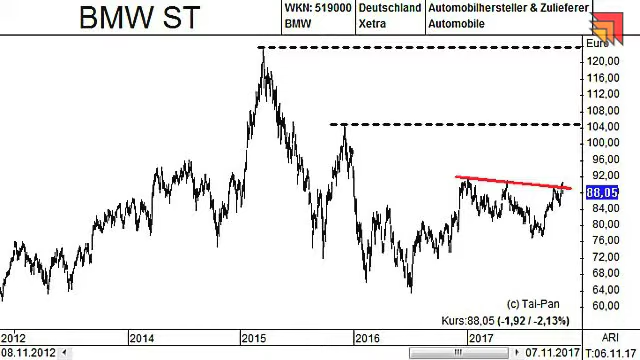 BMW ST
WKN: 519000
BMW
Deutschland
Xetra
Automobilhersteller & Zulieferer
Automobile
Euro
120,00
116,00
112,00
108,00
104,00
100,00
96,00
92,00
88,05
84,00
80,00
76,00
72,00
68,00
64,00
60,00
(c) Tai-Pan
Kurs:88,05 (-1,92 / -2,13%)
2012
2014
2015
2016
2017
ARI
08.11.2012
07.11.2017
T:06.11.17